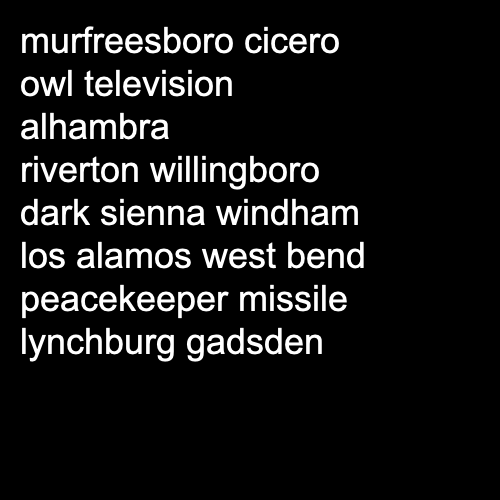 murfreesboro cicero
owl television
alhambra
riverton willingboro
dark sienna windham
los alamos west bend
peacekeeper missile
lynchburg gadsden